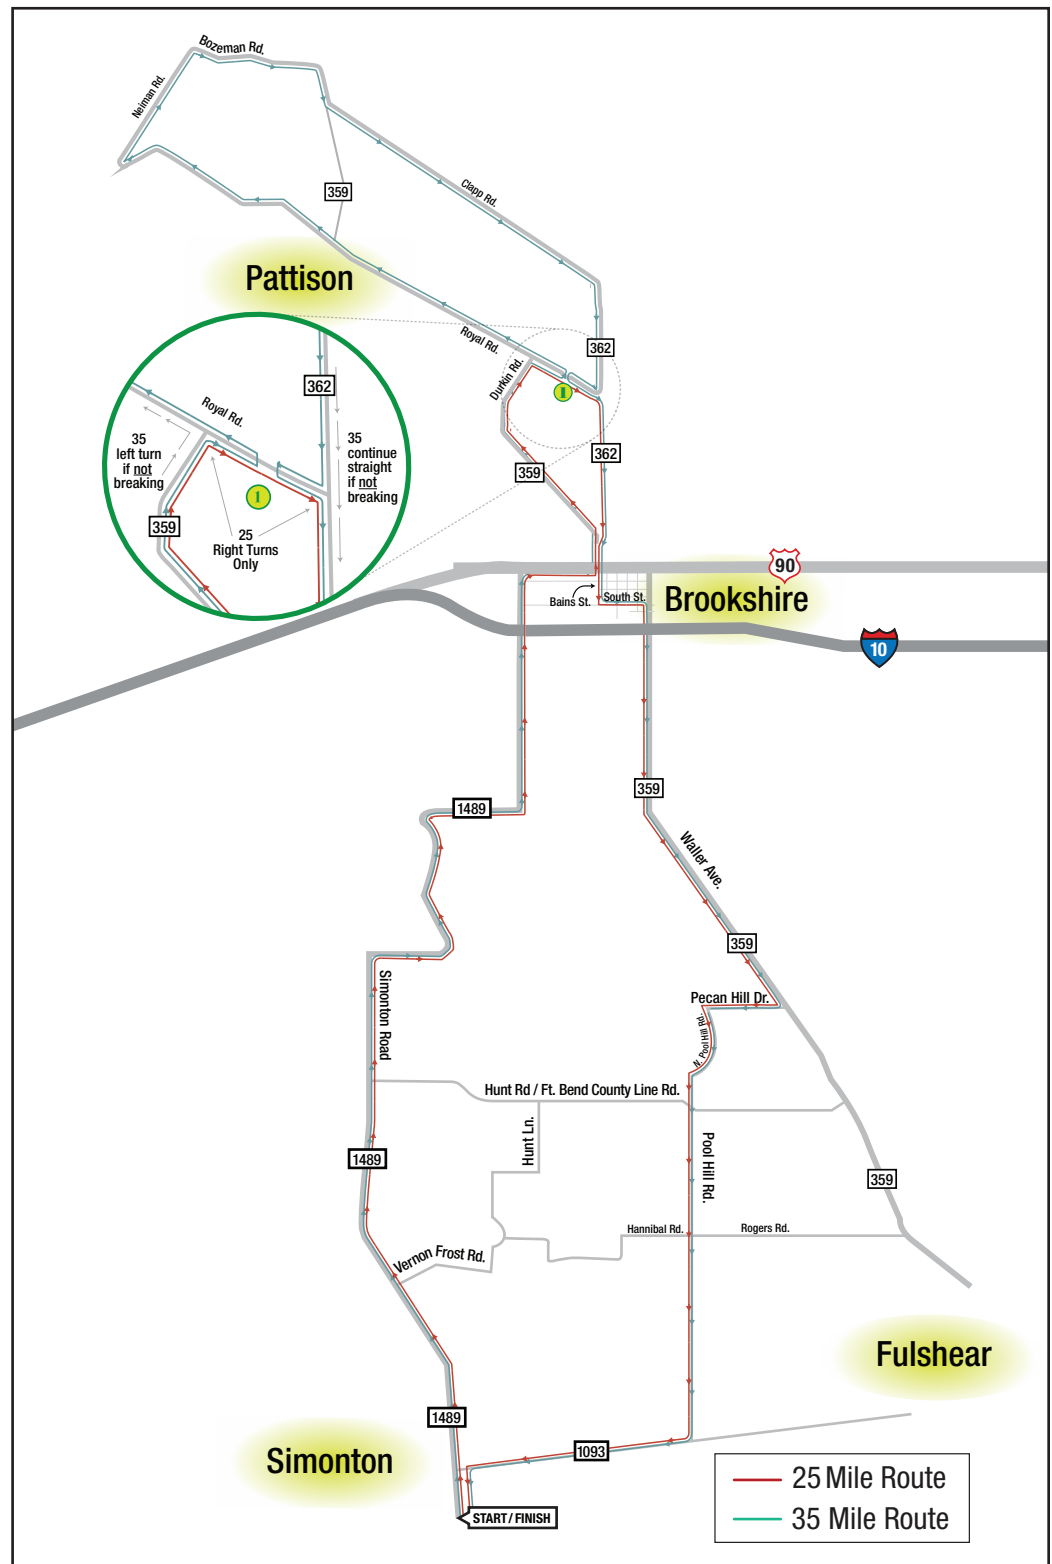 Bozeman Rd.
Neiman Rd.
359
Clapp Rd.
Pattison
Royal Rd.
362
Durkin Rd.
1
362
Royal Rd.
35
left turn
if not
breaking
35
continue
straight
if not
breaking
1
359
25
Right Turns
Only
362
359
90
Bains St.
South St.
Brookshire
10
1489
359
Waller Ave.
359
Simonton Road
Pecan Hill Dr.
N. Pool Hill Rd.
Hunt Rd / Ft. Bend County Line Rd.
Hunt Ln.
Pool Hill Rd.
1489
359
Hannibal Rd.
Rogers Rd.
Vernon Frost Rd.
Fulshear
1489
Simonton
1093
START / FINISH
25 Mile Route
35 Mile Route